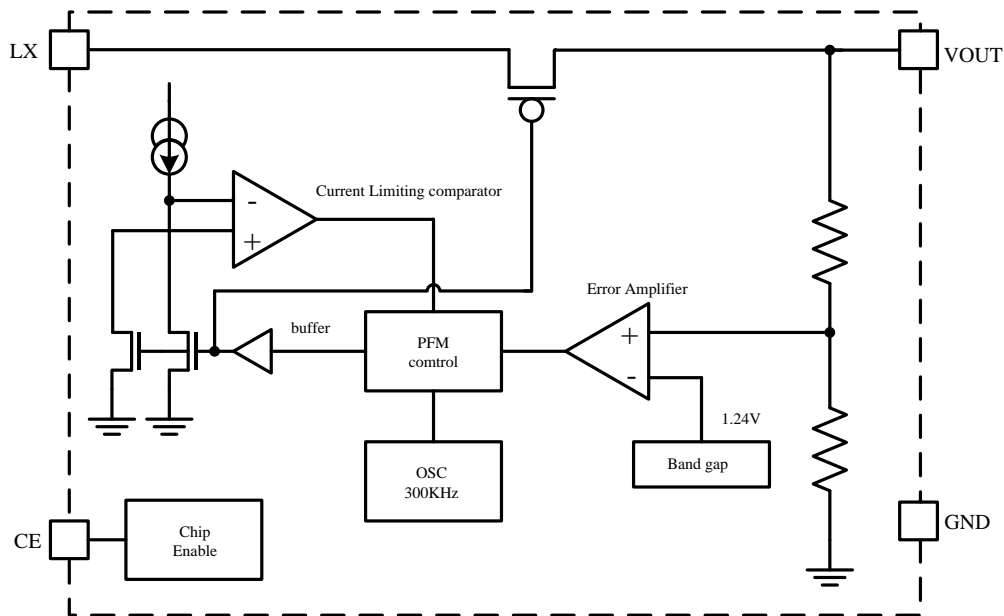 LX
VOUT
Current Limiting comparator
-
+
Error Amplifier
buffer
PFM
comtrol
+
-
1.24V
OSC
300KHz
Band gap
CE
Chip
Enable
GND